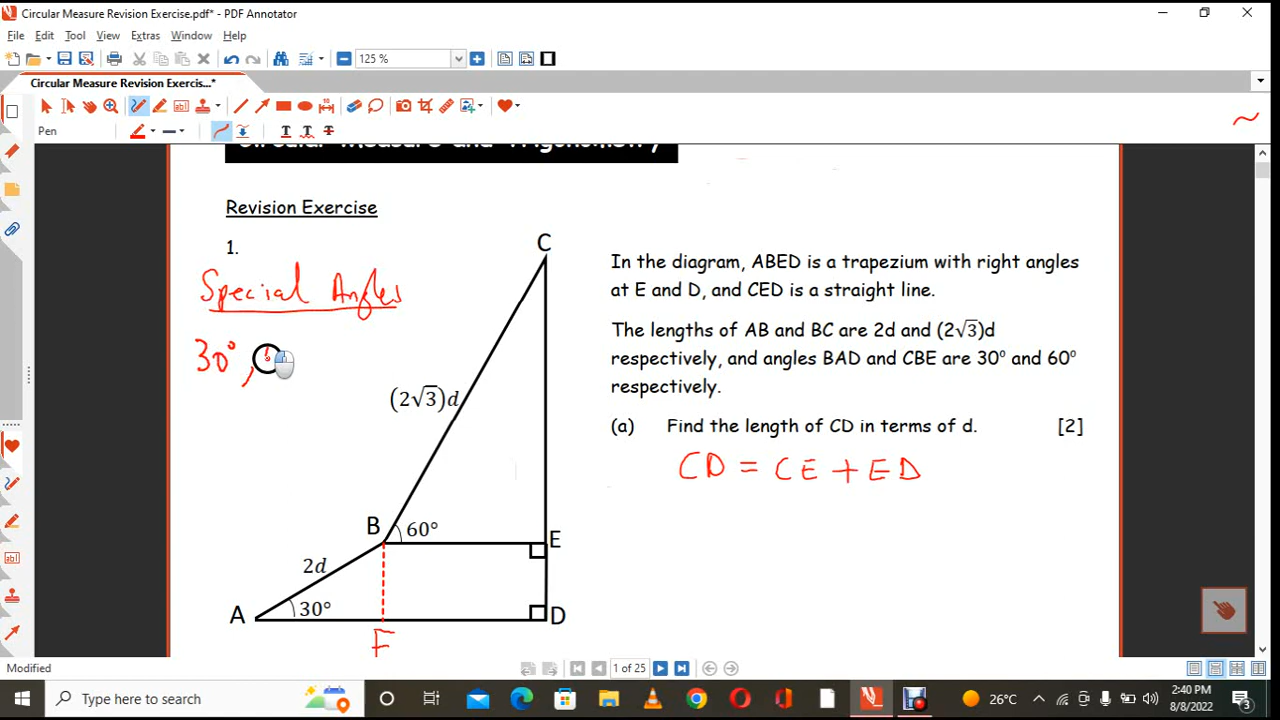 Circular Measure Revision Exercise.pdf* - PDF Annotator
File Edit Tool View Extras Window Help
125 %
Circular Measure Revision Exercis...*
Pen
Circular Measure and Trigonometry
Revision Exercise
1.
Special Angles
30°,
C
(2√3)d
B
60°
E
2d
A
30°
D
F
In the diagram, ABED is a trapezium with right angles
at E and D, and CED is a straight line.
The lengths of AB and BC are 2d and (2√3)d
respectively, and angles BAD and CBE are 30° and 60°
respectively.
(a) Find the length of CD in terms of d. [2]
CD = CE + ED
Modified
1 of 25
Type here to search
26°C
2:40 PM
8/8/2022
3